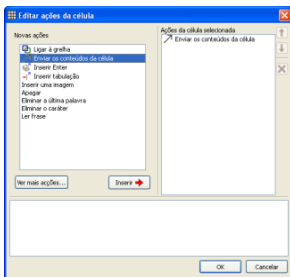 Editar ações da célula
Novas ações
Ligar à grelha
Enviar os conteúdos da célula
Inserir Enter
Inserir tabulação
Inserir uma imagem
Apagar
Eliminar a última palavra
Eliminar o caráter
Ler frase
Ver mais acções...
Inserir
Ações da célula selecionada
Enviar os conteúdos da célula
OK
Cancelar